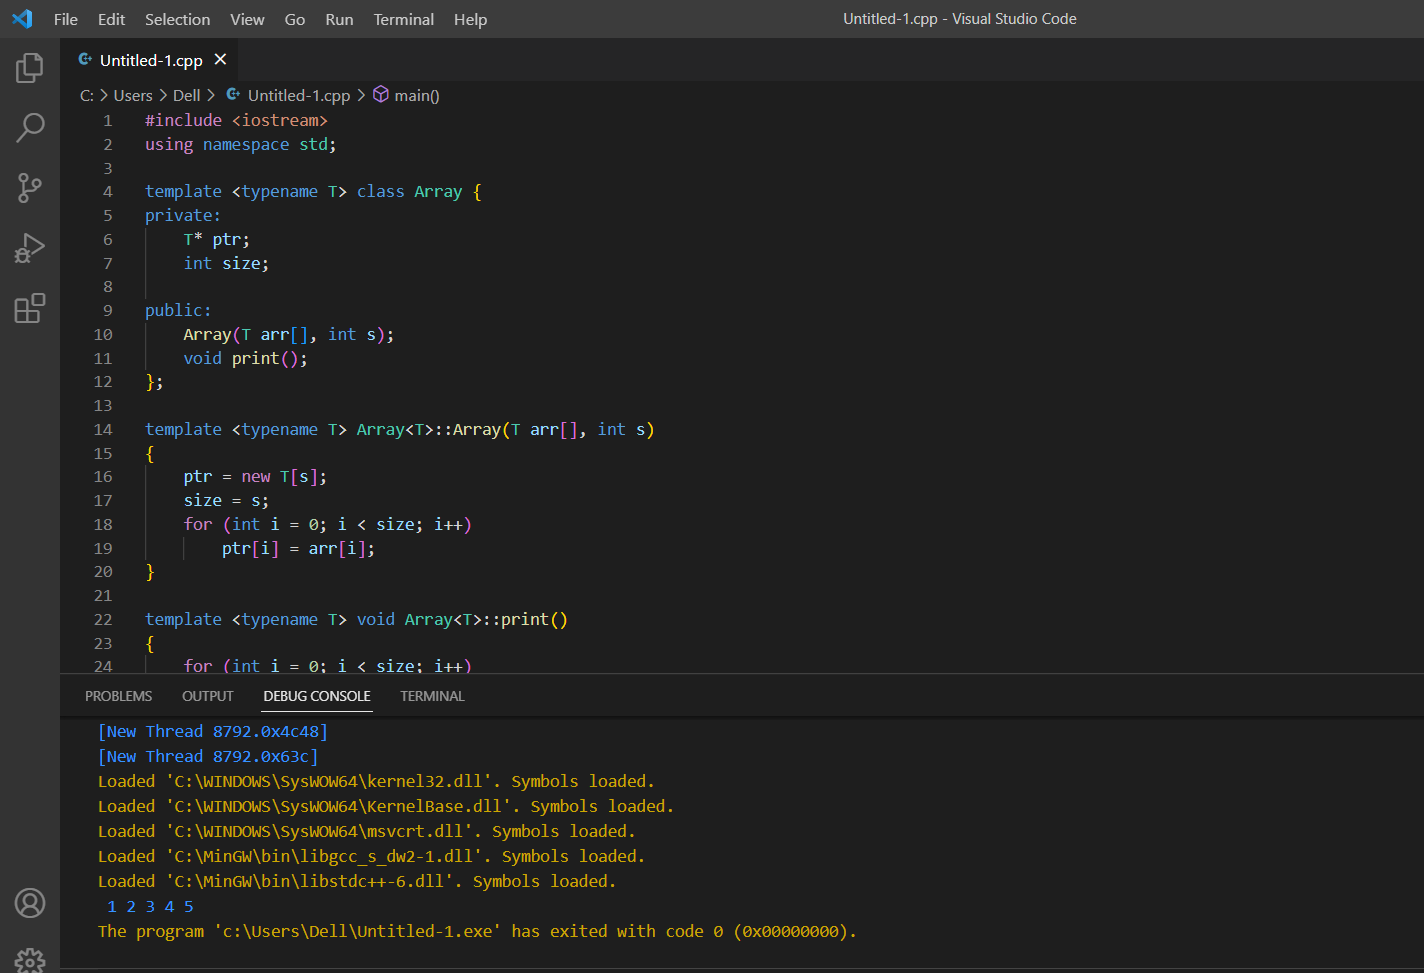 File Edit Selection View Go Run Terminal Help Untitled-1.cpp - Visual Studio Code
Untitled-1.cpp
C: > Users > Dell > Untitled-1.cpp > main()
1 #include <iostream>
2 using namespace std;
3
4 template <typename T> class Array {
5 private:
6 T* ptr;
7 int size;
8
9 public:
10 Array(T arr[], int s);
11 void print();
12 };
13
14 template <typename T> Array<T>::Array(T arr[], int s)
15 {
16 ptr = new T[s];
17 size = s;
18 for (int i = 0; i < size; i++)
19 ptr[i] = arr[i];
20 }
21
22 template <typename T> void Array<T>::print()
23 {
24 for (int i = 0; i < size; i++)
PROBLEMS OUTPUT DEBUG CONSOLE TERMINAL
[New Thread 8792.0x4c48]
[New Thread 8792.0x63c]
Loaded 'C:\WINDOWS\SysWOW64\kernel32.dll'. Symbols loaded.
Loaded 'C:\WINDOWS\SysWOW64\KernelBase.dll'. Symbols loaded.
Loaded 'C:\WINDOWS\SysWOW64\msvcrt.dll'. Symbols loaded.
Loaded 'C:\MinGW\bin\libgcc_s_dw2-1.dll'. Symbols loaded.
Loaded 'C:\MinGW\bin\libstdc++-6.dll'. Symbols loaded.
1 2 3 4 5
The program 'c:\Users\Dell\Untitled-1.exe' has exited with code 0 (0x00000000).